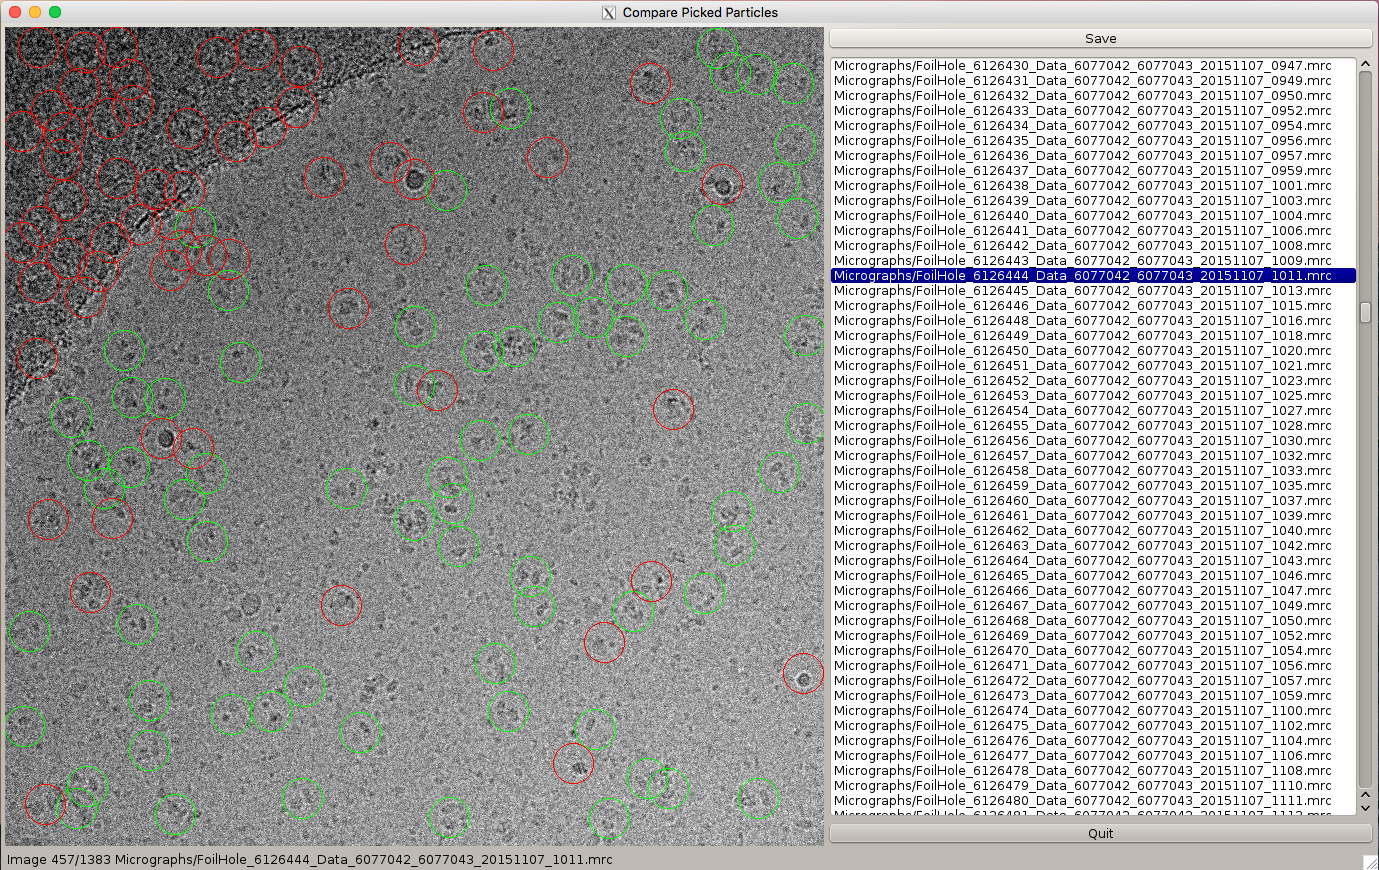 Compare Picked Particles
Save
Micrographs/FoilHole_6126430_Data_6077042_6077043_20151107_0947.mrc
Micrographs/FoilHole_6126431_Data_6077042_6077043_20151107_0949.mrc
Micrographs/FoilHole_6126432_Data_6077042_6077043_20151107_0950.mrc
Micrographs/FoilHole_6126433_Data_6077042_6077043_20151107_0952.mrc
Micrographs/FoilHole_6126434_Data_6077042_6077043_20151107_0954.mrc
Micrographs/FoilHole_6126435_Data_6077042_6077043_20151107_0956.mrc
Micrographs/FoilHole_6126436_Data_6077042_6077043_20151107_0957.mrc
Micrographs/FoilHole_6126437_Data_6077042_6077043_20151107_0959.mrc
Micrographs/FoilHole_6126438_Data_6077042_6077043_20151107_1001.mrc
Micrographs/FoilHole_6126439_Data_6077042_6077043_20151107_1003.mrc
Micrographs/FoilHole_6126440_Data_6077042_6077043_20151107_1004.mrc
Micrographs/FoilHole_6126441_Data_6077042_6077043_20151107_1006.mrc
Micrographs/FoilHole_6126442_Data_6077042_6077043_20151107_1008.mrc
Micrographs/FoilHole_6126443_Data_6077042_6077043_20151107_1009.mrc
Micrographs/FoilHole_6126444_Data_6077042_6077043_20151107_1011.mrc
Micrographs/FoilHole_6126445_Data_6077042_6077043_20151107_1013.mrc
Micrographs/FoilHole_6126446_Data_6077042_6077043_20151107_1015.mrc
Micrographs/FoilHole_6126448_Data_6077042_6077043_20151107_1016.mrc
Micrographs/FoilHole_6126449_Data_6077042_6077043_20151107_1018.mrc
Micrographs/FoilHole_6126450_Data_6077042_6077043_20151107_1020.mrc
Micrographs/FoilHole_6126451_Data_6077042_6077043_20151107_1021.mrc
Micrographs/FoilHole_6126452_Data_6077042_6077043_20151107_1023.mrc
Micrographs/FoilHole_6126453_Data_6077042_6077043_20151107_1025.mrc
Micrographs/FoilHole_6126454_Data_6077042_6077043_20151107_1027.mrc
Micrographs/FoilHole_6126455_Data_6077042_6077043_20151107_1028.mrc
Micrographs/FoilHole_6126456_Data_6077042_6077043_20151107_1030.mrc
Micrographs/FoilHole_6126457_Data_6077042_6077043_20151107_1032.mrc
Micrographs/FoilHole_6126458_Data_6077042_6077043_20151107_1033.mrc
Micrographs/FoilHole_6126459_Data_6077042_6077043_20151107_1035.mrc
Micrographs/FoilHole_6126460_Data_6077042_6077043_20151107_1037.mrc
Micrographs/FoilHole_6126461_Data_6077042_6077043_20151107_1039.mrc
Micrographs/FoilHole_6126462_Data_6077042_6077043_20151107_1040.mrc
Micrographs/FoilHole_6126463_Data_6077042_6077043_20151107_1042.mrc
Micrographs/FoilHole_6126464_Data_6077042_6077043_20151107_1043.mrc
Micrographs/FoilHole_6126465_Data_6077042_6077043_20151107_1046.mrc
Micrographs/FoilHole_6126466_Data_6077042_6077043_20151107_1047.mrc
Micrographs/FoilHole_6126467_Data_6077042_6077043_20151107_1049.mrc
Micrographs/FoilHole_6126468_Data_6077042_6077043_20151107_1050.mrc
Micrographs/FoilHole_6126469_Data_6077042_6077043_20151107_1052.mrc
Micrographs/FoilHole_6126470_Data_6077042_6077043_20151107_1054.mrc
Micrographs/FoilHole_6126471_Data_6077042_6077043_20151107_1056.mrc
Micrographs/FoilHole_6126472_Data_6077042_6077043_20151107_1057.mrc
Micrographs/FoilHole_6126473_Data_6077042_6077043_20151107_1059.mrc
Micrographs/FoilHole_6126474_Data_6077042_6077043_20151107_1100.mrc
Micrographs/FoilHole_6126475_Data_6077042_6077043_20151107_1102.mrc
Micrographs/FoilHole_6126476_Data_6077042_6077043_20151107_1104.mrc
Micrographs/FoilHole_6126477_Data_6077042_6077043_20151107_1106.mrc
Micrographs/FoilHole_6126478_Data_6077042_6077043_20151107_1108.mrc
Micrographs/FoilHole_6126479_Data_6077042_6077043_20151107_1110.mrc
Micrographs/FoilHole_6126480_Data_6077042_6077043_20151107_1111.mrc
Quit
Image 457/1383 Micrographs/FoilHole_6126444_Data_6077042_6077043_20151107_1011.mrc